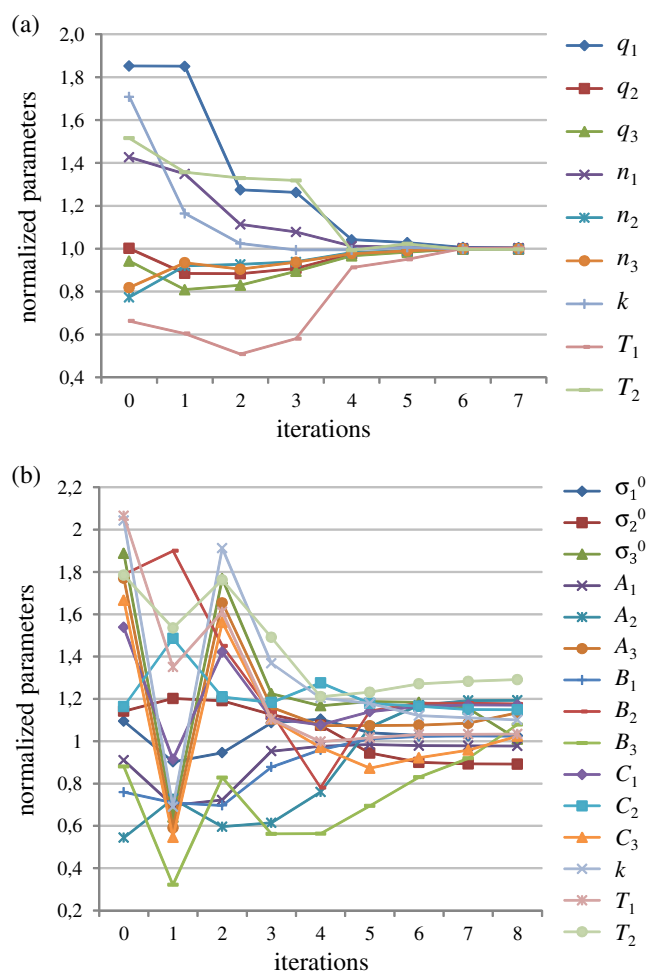 (a)
normalized parameters
2,0
1,8
1,6
1,4
1,2
1,0
0,8
0,6
0,4
0 1 2 3 4 5 6 7
iterations
q₁
q₂
q₃
n₁
n₂
n₃
k
T₁
T₂
(b)
normalized parameters
2,2
2
1,8
1,6
1,4
1,2
1
0,8
0,6
0,4
0,2
0 1 2 3 4 5 6 7 8
iterations
σ₁⁰
σ₂⁰
σ₃⁰
A₁
A₂
A₃
B₁
B₂
B₃
C₁
C₂
C₃
k
T₁
T₂